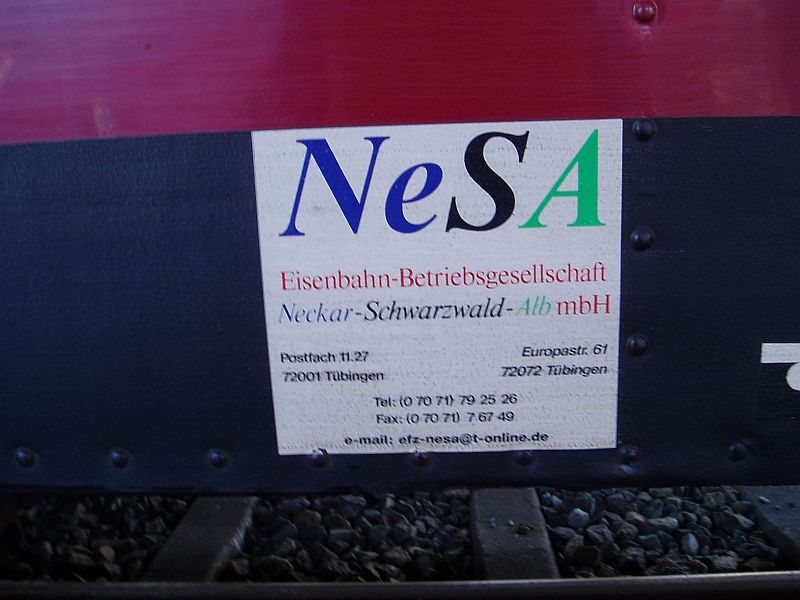 NeSA
Eisenbahn-Betriebsgesellschaft
Neckar-Schwarzwald-Alb mbH
Postfach 11.27
72001 Tübingen
Europastr. 61
72072 Tübingen
Tel: (0 70 71) 79 25 26
Fax: (0 70 71) 7 67 49
e-mail: efz-nesa@t-online.de